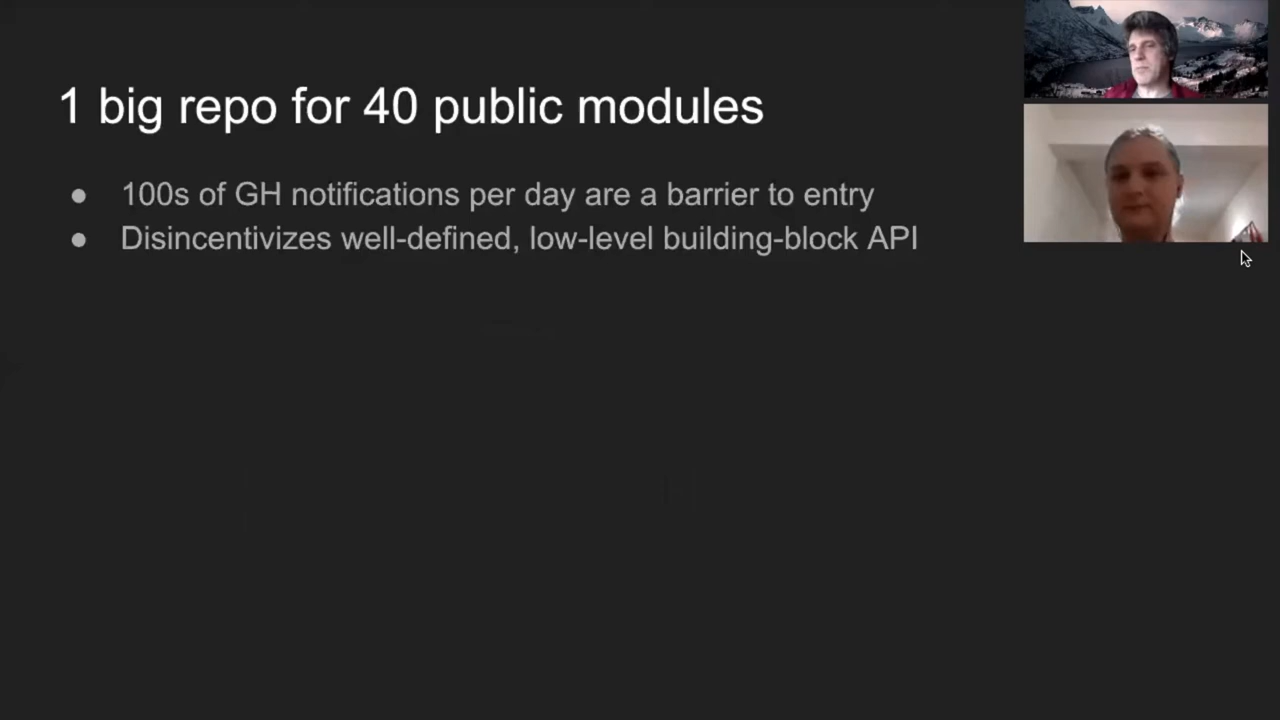 1 big repo for 40 public modules
● 100s of GH notifications per day are a barrier to entry
● Disincentivizes well-defined, low-level building-block API